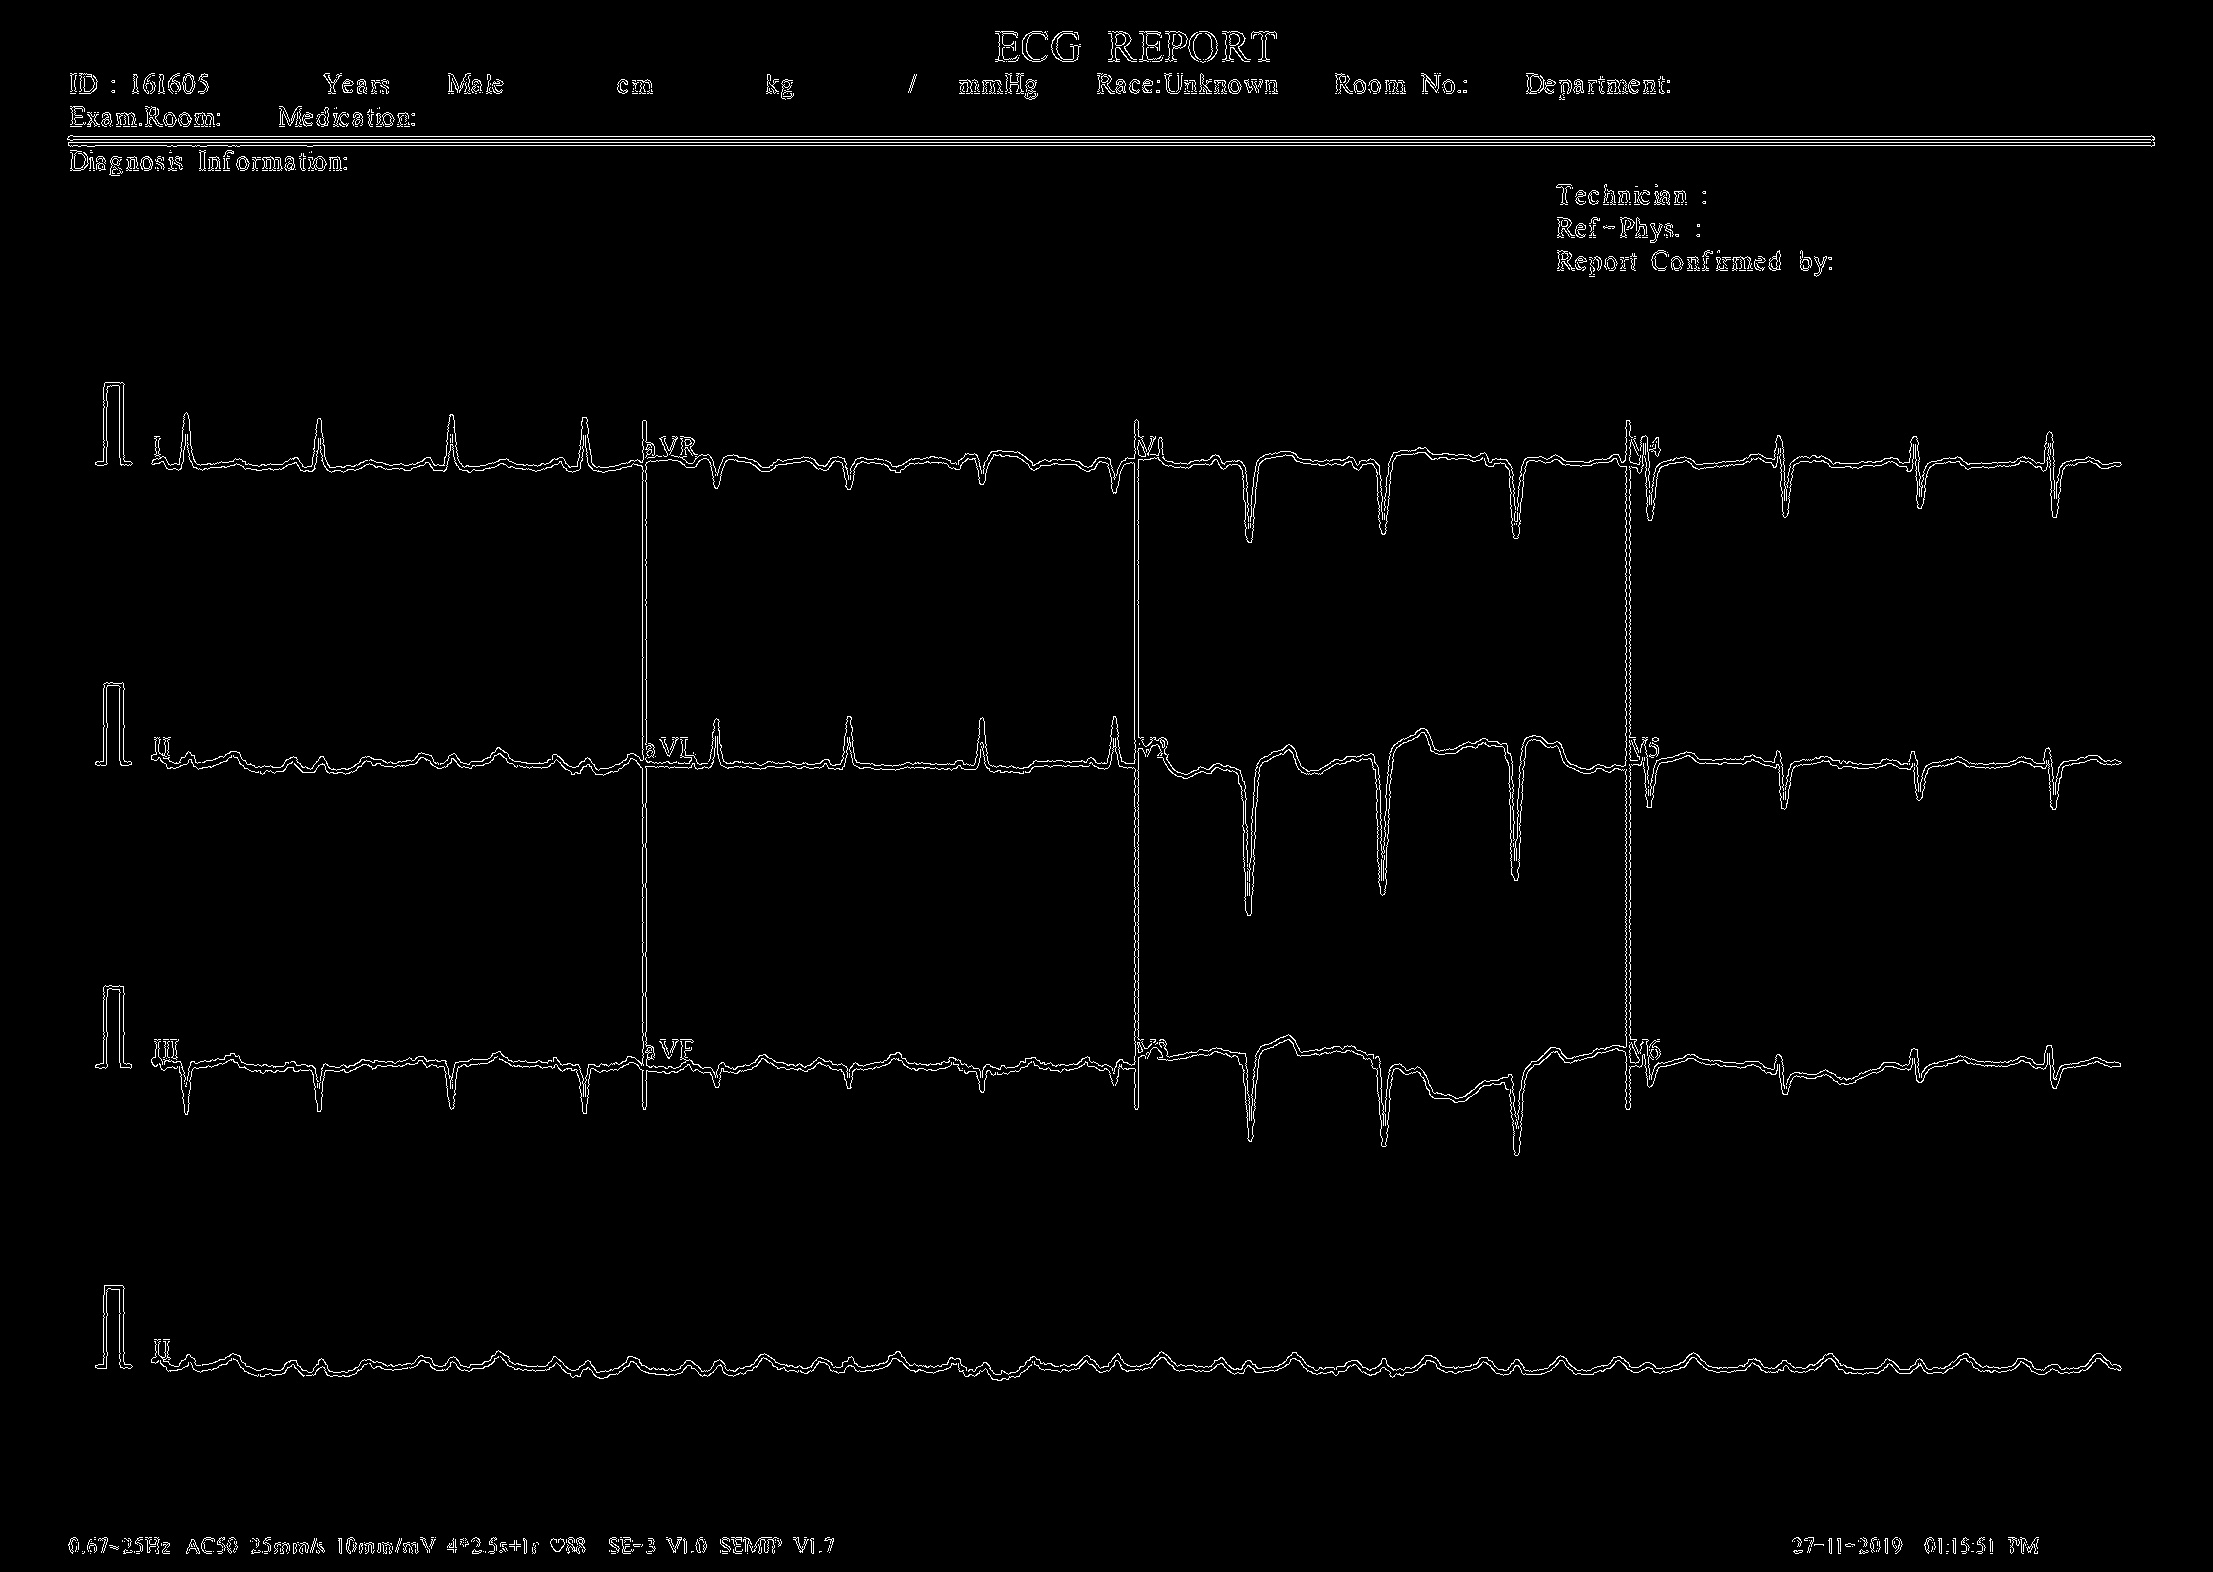 ECG REPORT
ID : 161605 Years Male cm kg / mmHg Race:Unknown Room No.: Department:
Exam.Room: Medication:
Diagnosis Information:
Technician :
Ref-Phys. :
Report Confirmed by:
I aVR V1 V4
II aVL V2 V5
III aVF V3 V6
II
0.67~25Hz AC50 25mm/s 10mm/mV 4*2.5s+1r ♡88 SE-3 V1.0 SEMIP V1.7 27-11-2019 01:15:51 PM